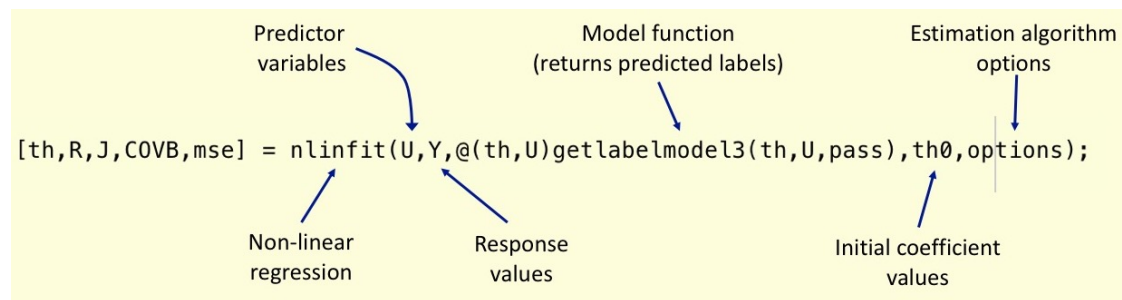 Predictor
variables
Model function
(returns predicted labels)
Estimation algorithm
options
[th,R,J,COVB,mse] = nlinfit(U,Y,@(th,U)getlabelmodel3(th,U,pass),th0,options);
Non-linear
regression
Response
values
Initial coefficient
values